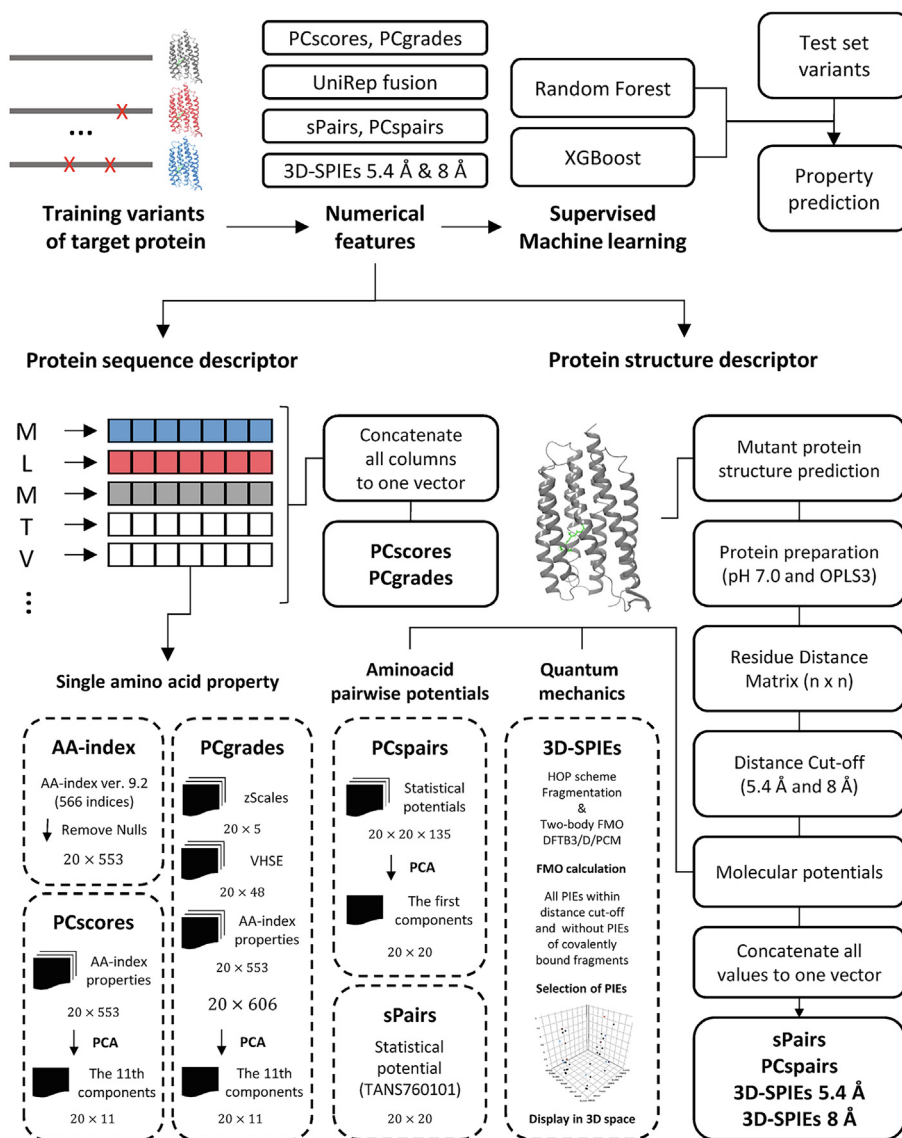 PCscores, PCgrades
UniRep fusion
sPairs, PCspairs
3D-SPIEs 5.4 Å & 8 Å
Random Forest
XGBoost
Test set
variants
Property
prediction
X
...
X X
Training variants
of target protein
Numerical
features
Supervised
Machine learning
Protein sequence descriptor
Protein structure descriptor
M
L
M
T
V
...
Concatenate
all columns
to one vector
PCscores
PCgrades
Mutant protein
structure prediction
Protein preparation
(pH 7.0 and OPLS3)
Residue Distance
Matrix (n x n)
Distance Cut-off
(5.4 Å and 8 Å)
Molecular potentials
Concatenate all
values to one vector
sPairs
PCspairs
3D-SPIEs 5.4 Å
3D-SPIEs 8 Å
Single amino acid property
AA-index
AA-index ver. 9.2
(566 indices)
Remove Nulls
20 × 553
PCscores
AA-index
properties
20 × 553
PCA
The 11th
components
20 × 11
PCgrades
zScales
20 × 5
VHSE
20 × 48
AA-index
properties
20 × 553
20 × 606
PCA
The 11th
components
20 × 11
Aminoacid
pairwise potentials
PCspairs
Statistical
potentials
20 × 20 × 135
PCA
The first
components
20 × 20
sPairs
Statistical
potential
(TANS760101)
20 × 20
Quantum
mechanics
3D-SPIEs
HOP scheme
Fragmentation
&
Two-body FMO
DFTB3/D/PCM
FMO calculation
All PIEs within
distance cut-off
and without PIEs
of covalently
bound fragments
Selection of PIEs
Display in 3D space